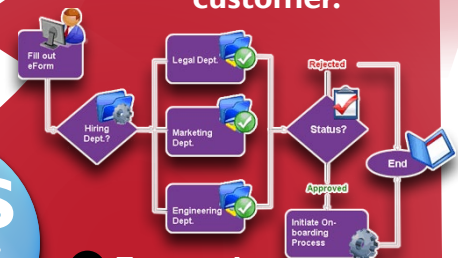 customer.
Fill out
eForm
Legal Dept.
Rejected
Hiring
Dept.?
Marketing
Dept.
Status?
End
Approved
Engineering
Dept.
Initiate On-
boarding
Process
S